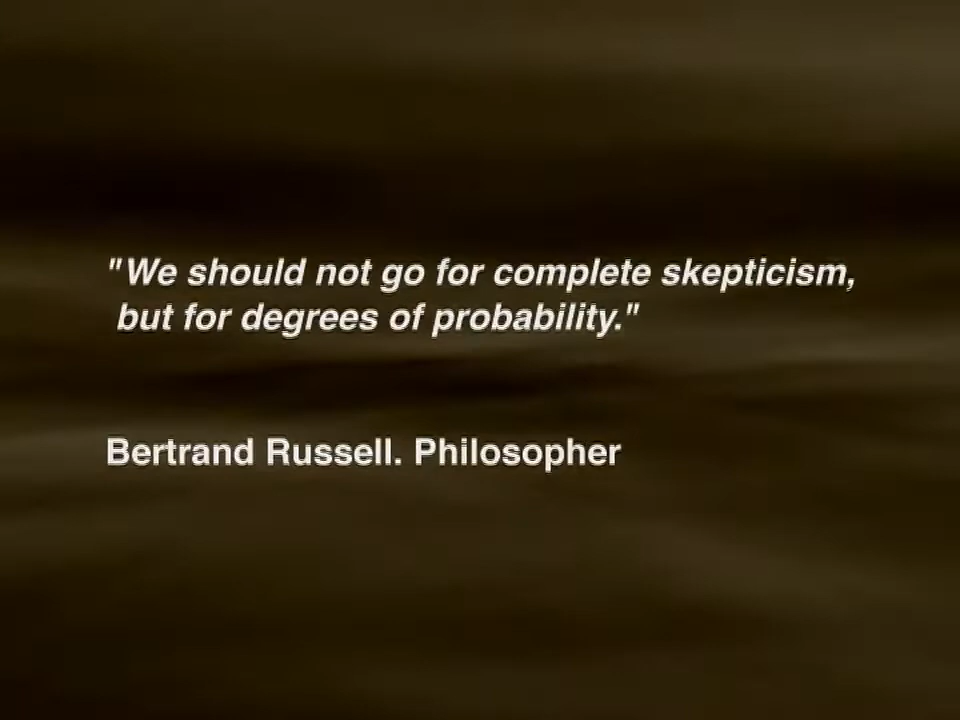 "We should not go for complete skepticism,
but for degrees of probability."
Bertrand Russell. Philosopher